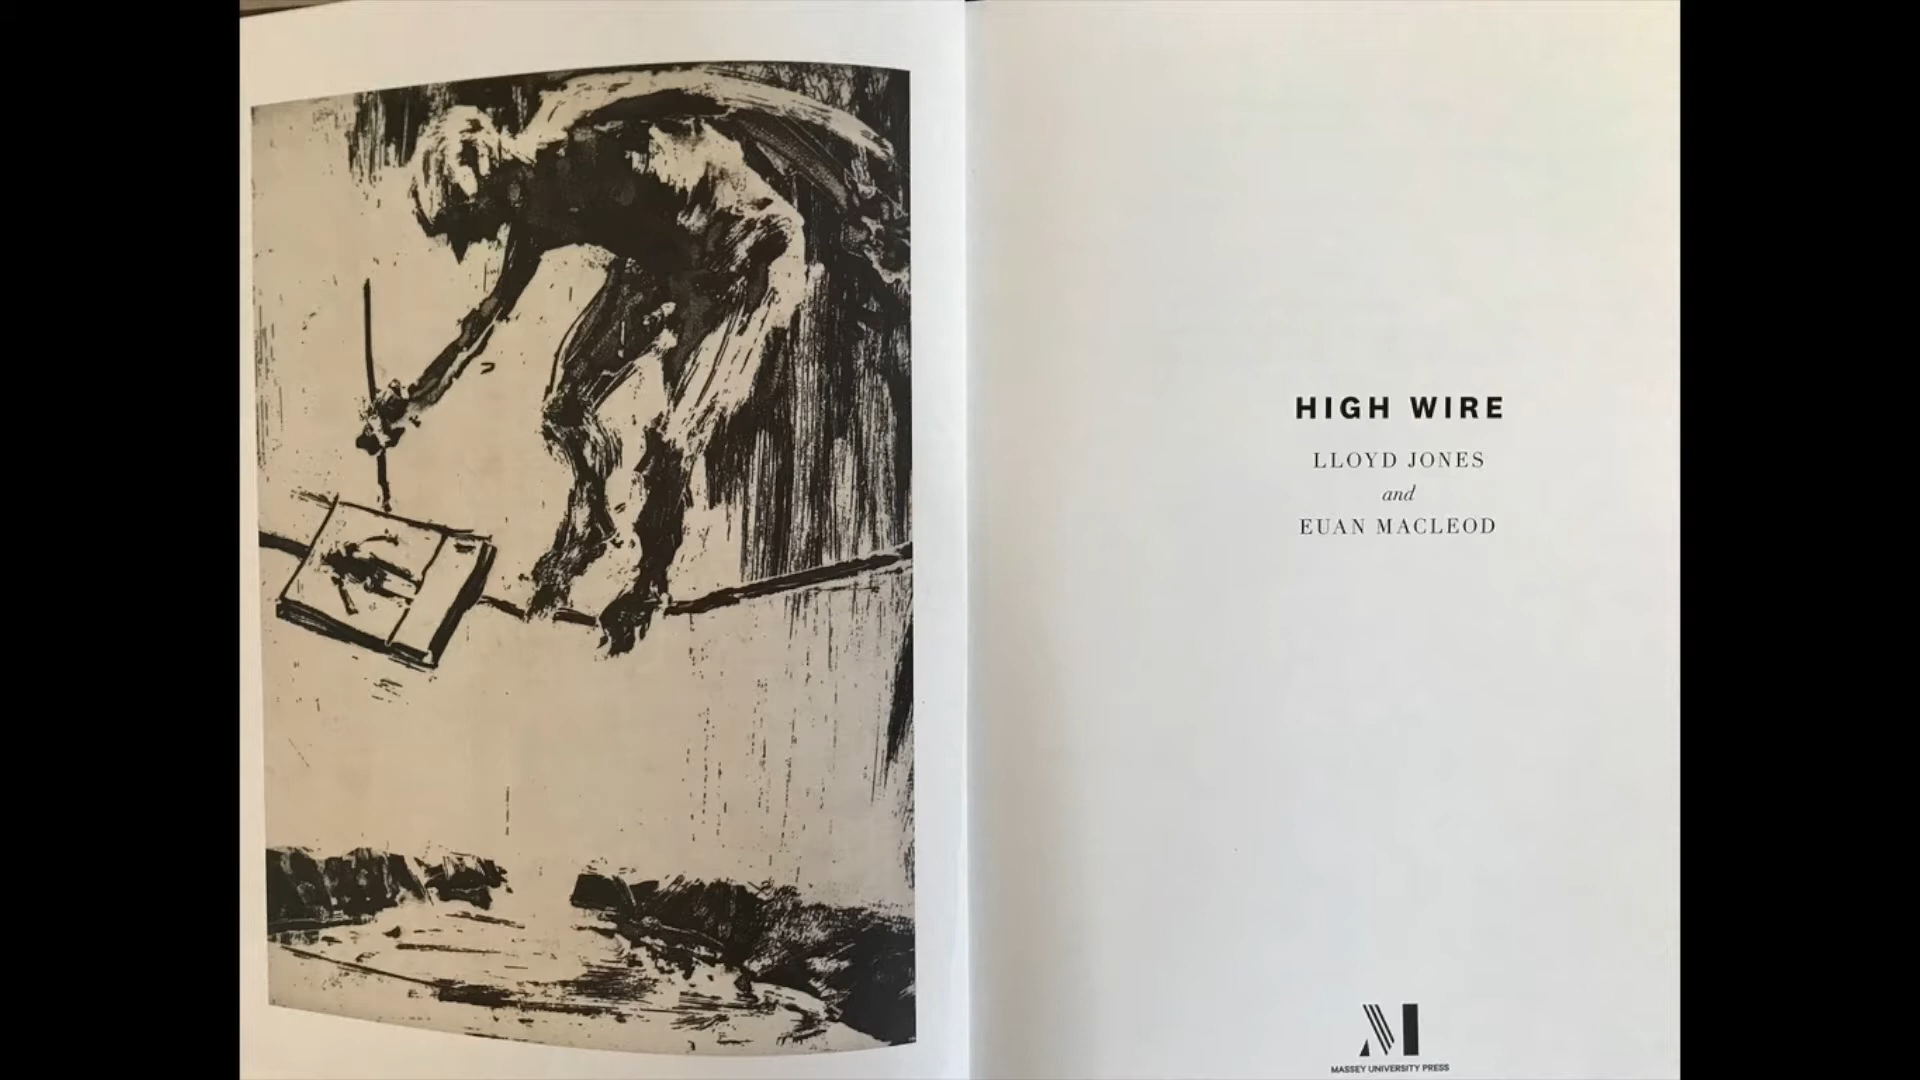 HIGH WIRE
LLOYD JONES
and
EUAN MACLEOD
MASSEY UNIVERSITY PRESS